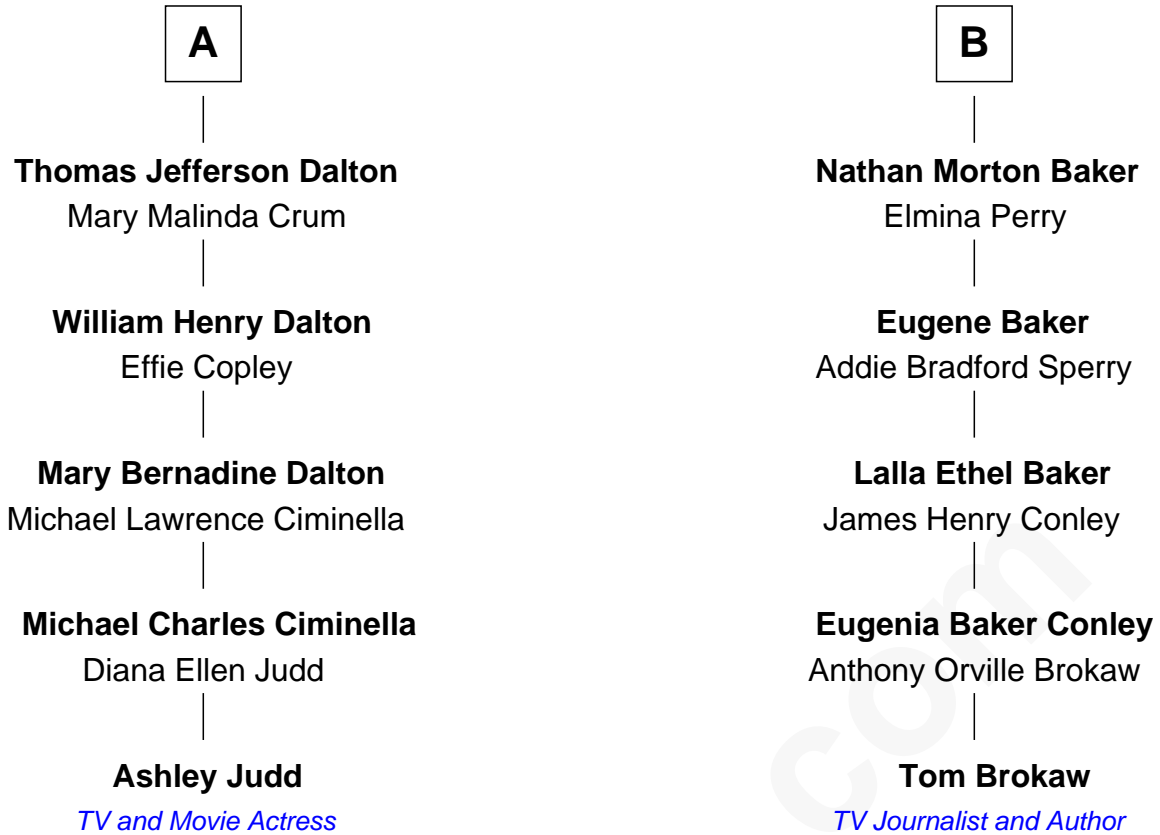 A
Thomas Jefferson Dalton
Mary Malinda Crum
William Henry Dalton
Effie Copley
Mary Bernadine Dalton
Michael Lawrence Ciminella
Michael Charles Ciminella
Diana Ellen Judd
Ashley Judd
TV and Movie Actress
B
Nathan Morton Baker
Elmina Perry
Eugene Baker
Addie Bradford Sperry
Lalla Ethel Baker
James Henry Conley
Eugenia Baker Conley
Anthony Orville Brokaw
Tom Brokaw
TV Journalist and Author
com